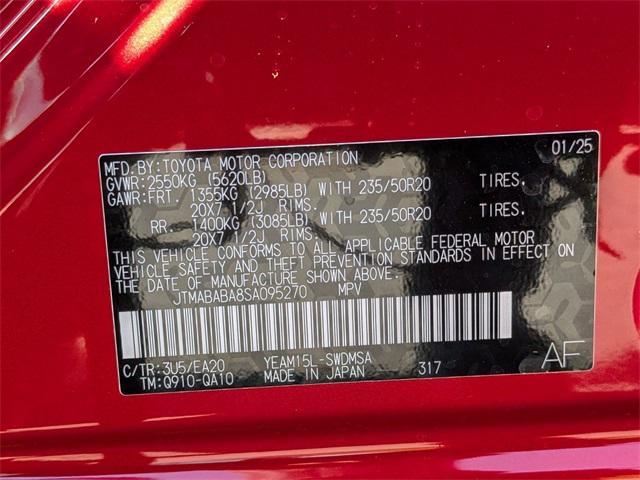 MFD. BY: TOYOTA MOTOR CORPORATION 01/25
GVWR: 2550KG (5620LB)
GAWR: FRT. 1355KG (2985LB) WITH 235/50R20 TIRES.
20X7 1/2J RIMS.
RR. 1400KG (3085LB) WITH 235/50R20 TIRES.
20X7 1/2J RIMS.
THIS VEHICLE CONFORMS TO ALL APPLICABLE FEDERAL MOTOR
VEHICLE SAFETY AND THEFT PREVENTION STANDARDS IN EFFECT ON
THE DATE OF MANUFACTURE SHOWN ABOVE.
JTMABABA8SA095270 MPV
C/TR: 3U5/EA20 YEAM15L-SWDMSA
TM: Q910-QA10 MADE IN JAPAN 317 AF